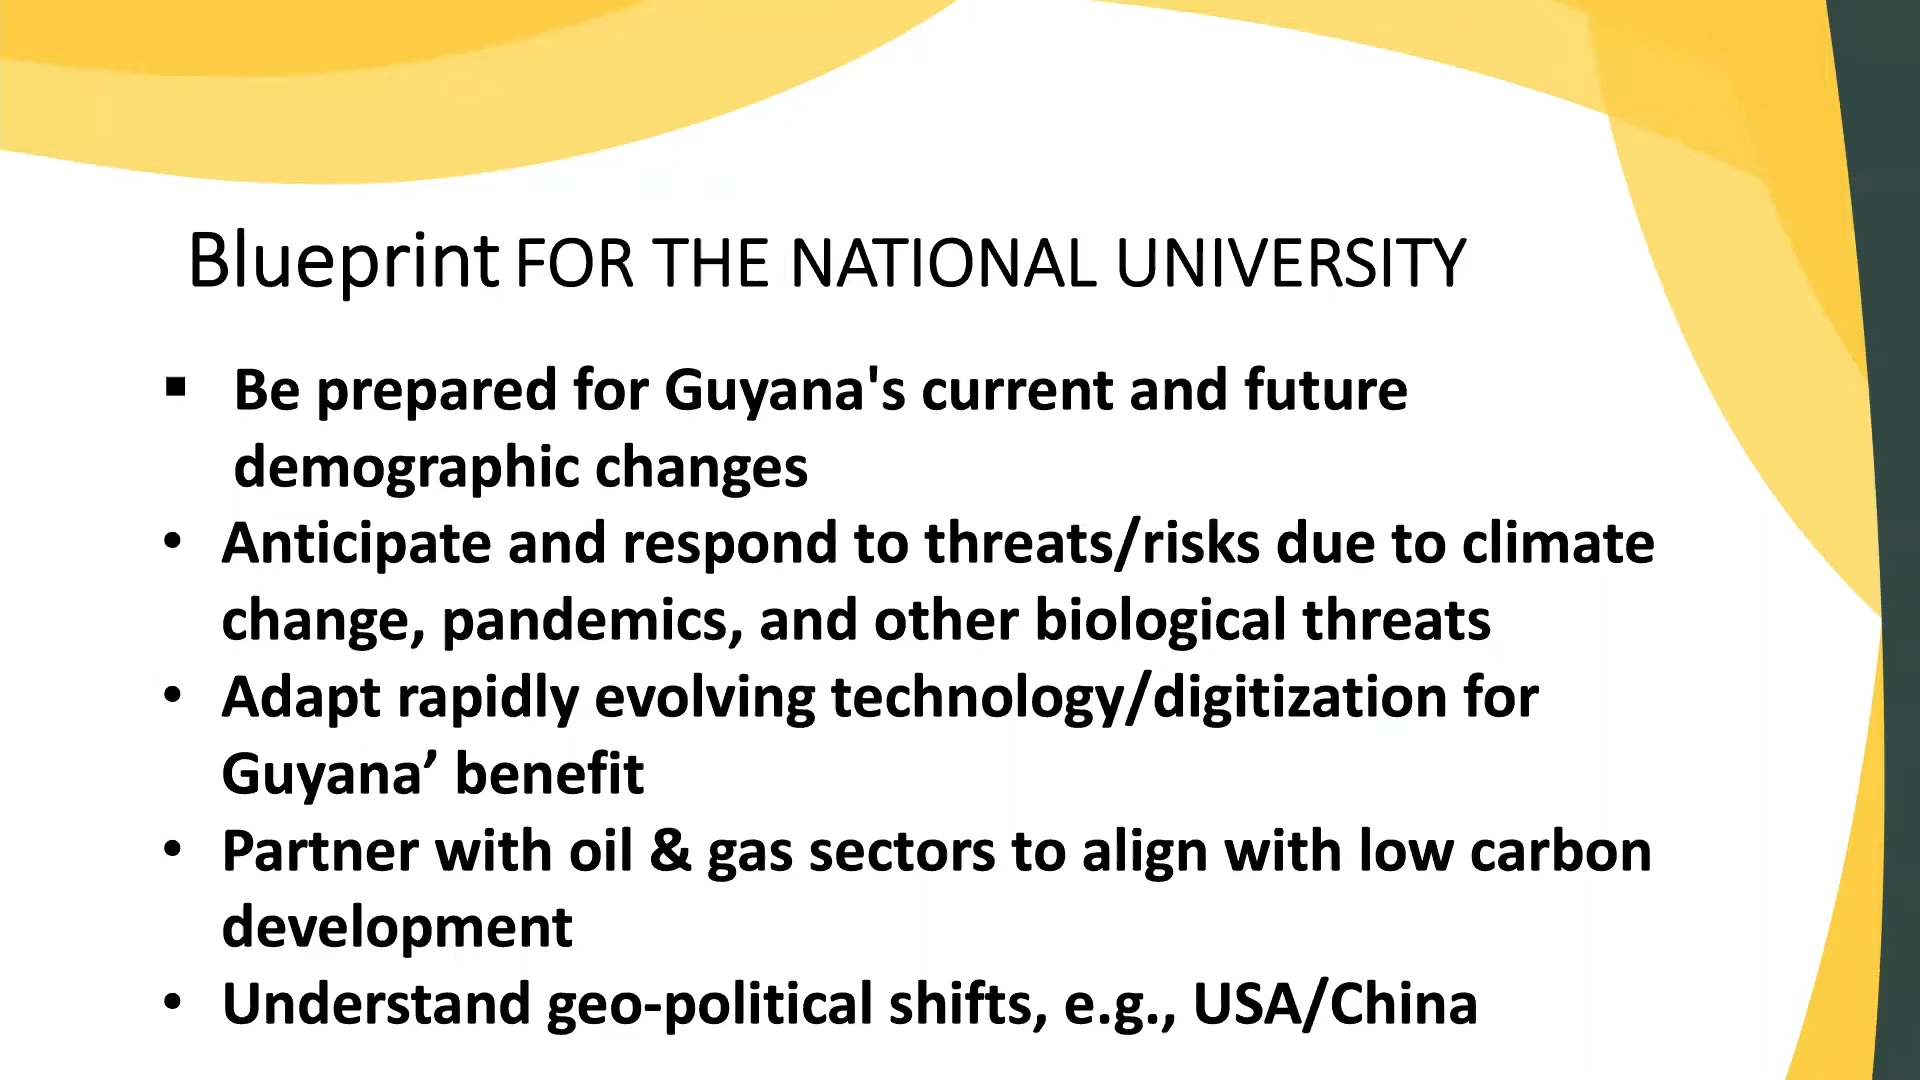 Blueprint FOR THE NATIONAL UNIVERSITY
▪ Be prepared for Guyana's current and future
demographic changes
• Anticipate and respond to threats/risks due to climate
change, pandemics, and other biological threats
• Adapt rapidly evolving technology/digitization for
Guyana’ benefit
• Partner with oil & gas sectors to align with low carbon
development
• Understand geo-political shifts, e.g., USA/China